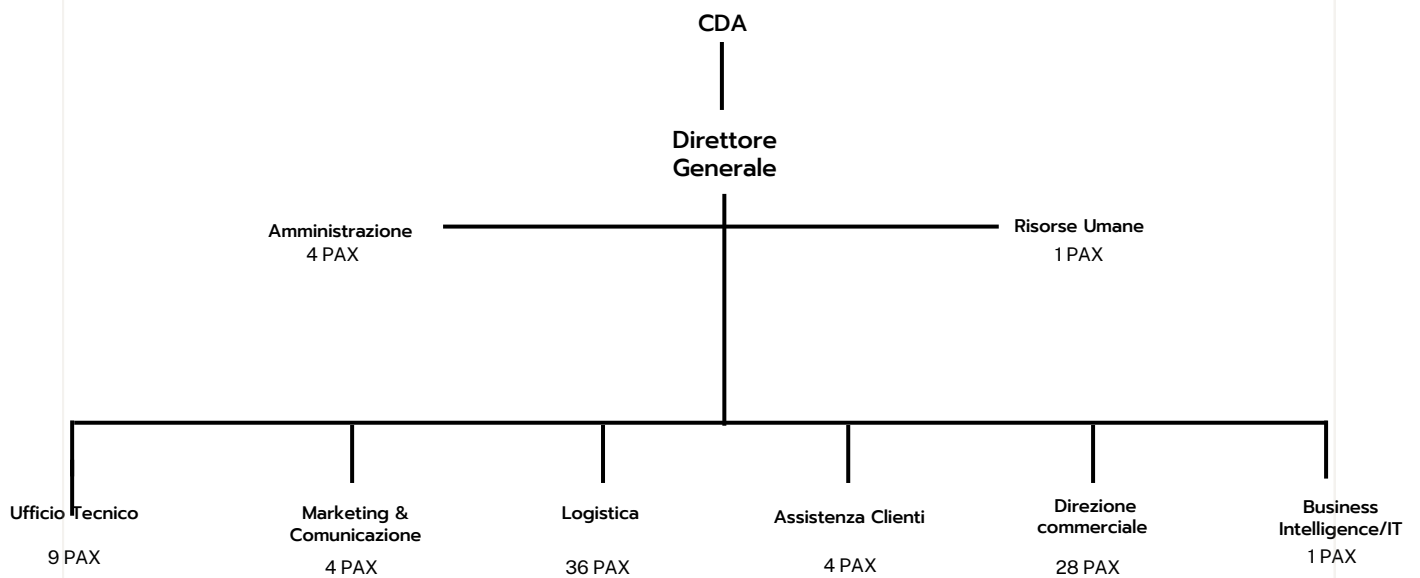 CDA
Direttore
Generale
Amministrazione
4 PAX
Risorse Umane
1 PAX
Ufficio Tecnico
9 PAX
Marketing &
Comunicazione
4 PAX
Logistica
36 PAX
Assistenza Clienti
4 PAX
Direzione
commerciale
28 PAX
Business
Intelligence/IT
1 PAX